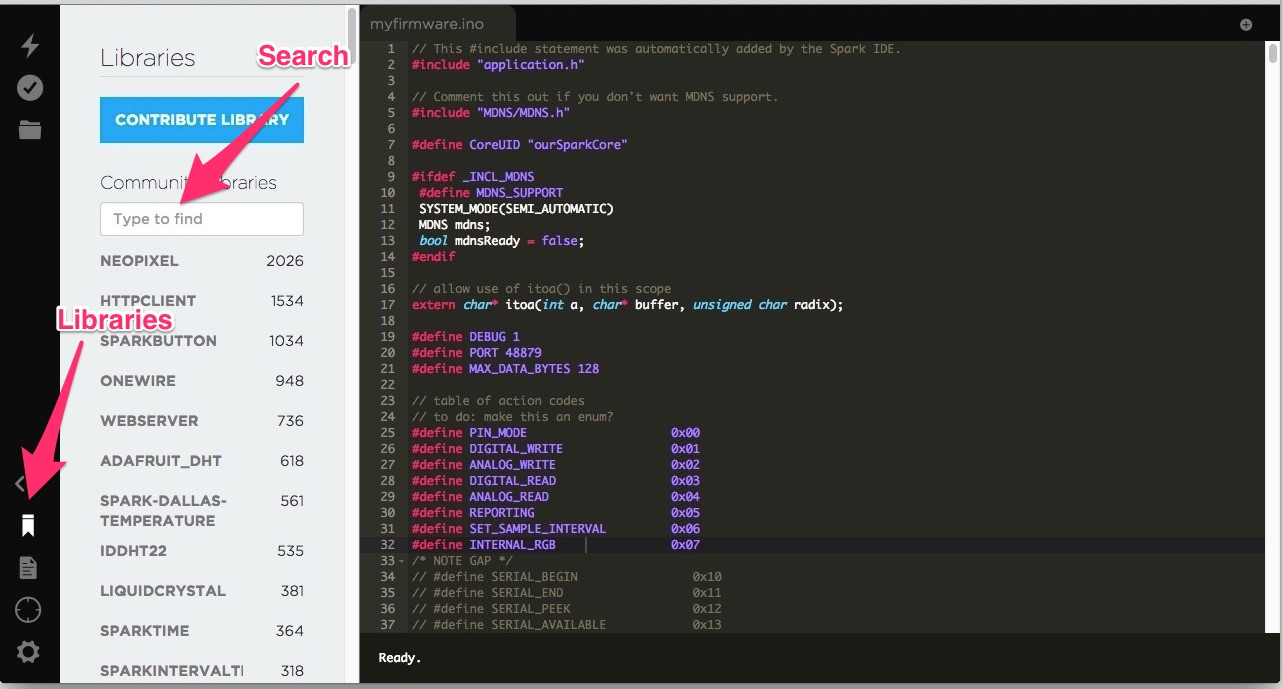 Libraries
Search
CONTRIBUTE LIBRARY
Community Libraries
Type to find
NEOPIXEL 2026
HTTPCLIENT 1534
Libraries
SPARKBUTTON 1034
ONEWIRE 948
WEBSERVER 736
ADAFRUIT_DHT 618
SPARK-DALLAS- 561
TEMPERATURE
IDDHT22 535
LIQUIDCRYSTAL 381
SPARKTIME 364
SPARKINTERVALTI 318
myfirmware.ino
1 // This #include statement was automatically added by the Spark IDE.
2 #include "application.h"
3
4 // Comment this out if you don't want MDNS support.
5 #include "MDNS/MDNS.h"
6
7 #define CoreUID "ourSparkCore"
8
9 #ifdef _INCL_MDNS
10 #define MDNS_SUPPORT
11 SYSTEM_MODE(SEMI_AUTOMATIC)
12 MDNS mdns;
13 bool mdnsReady = false;
14 #endif
15
16 // allow use of itoa() in this scope
17 extern char* itoa(int a, char* buffer, unsigned char radix);
18
19 #define DEBUG 1
20 #define PORT 48879
21 #define MAX_DATA_BYTES 128
22
23 // table of action codes
24 // to do: make this an enum?
25 #define PIN_MODE 0x00
26 #define DIGITAL_WRITE 0x01
27 #define ANALOG_WRITE 0x02
28 #define DIGITAL_READ 0x03
29 #define ANALOG_READ 0x04
30 #define REPORTING 0x05
31 #define SET_SAMPLE_INTERVAL 0x06
32 #define INTERNAL_RGB 0x07
33 /* NOTE GAP */
34 // #define SERIAL_BEGIN 0x10
35 // #define SERIAL_END 0x11
36 // #define SERIAL_PEEK 0x12
37 // #define SERIAL_AVAILABLE 0x13
Ready.